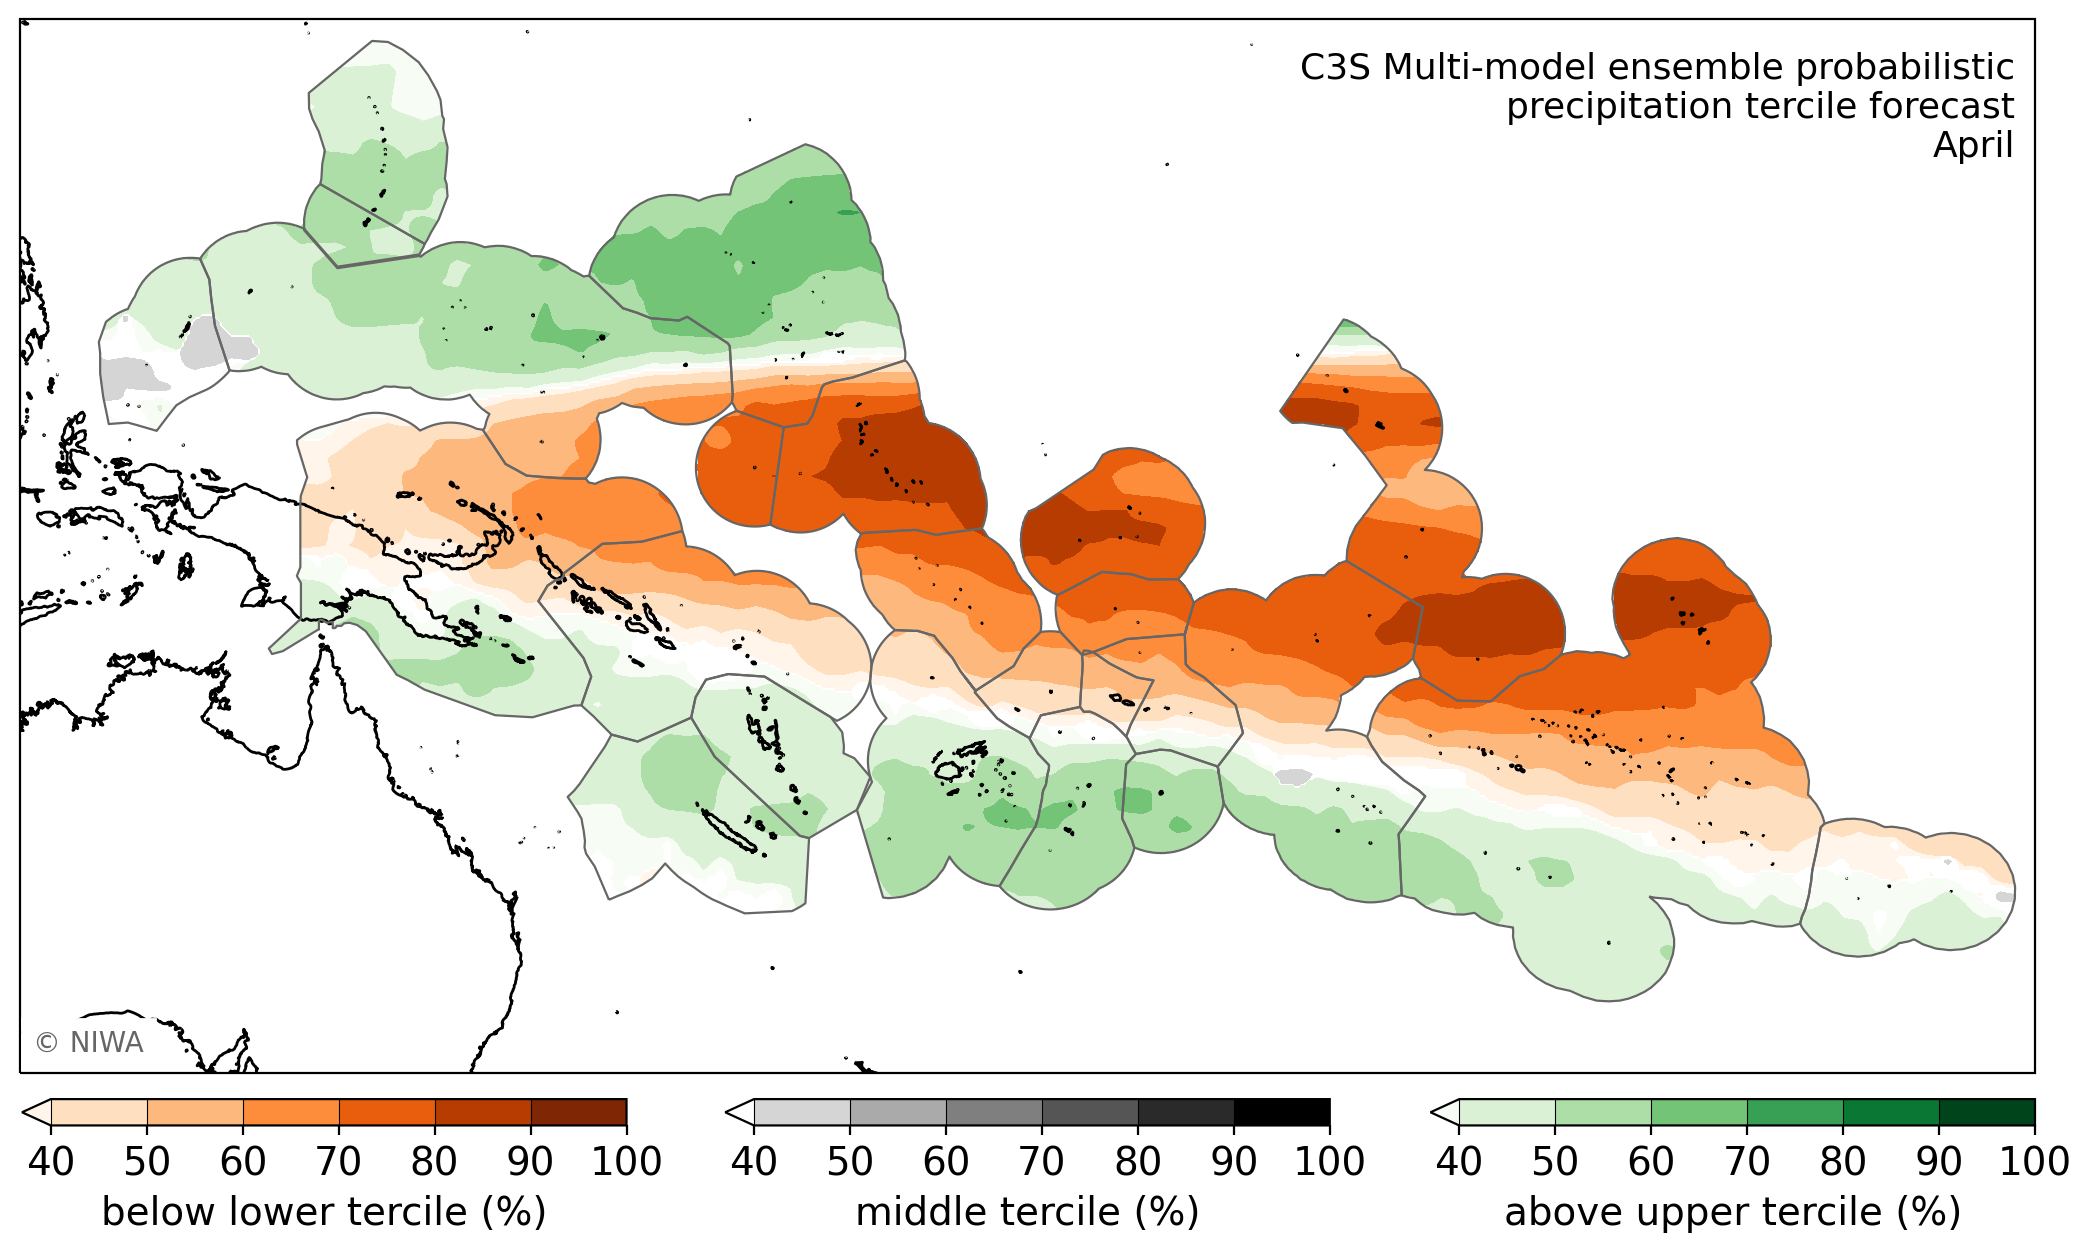 C3S Multi-model ensemble probabilistic
precipitation tercile forecast
April
© NIWA
40 50 60 70 80 90 100
below lower tercile (%)
40 50 60 70 80 90 100
middle tercile (%)
40 50 60 70 80 90 100
above upper tercile (%)